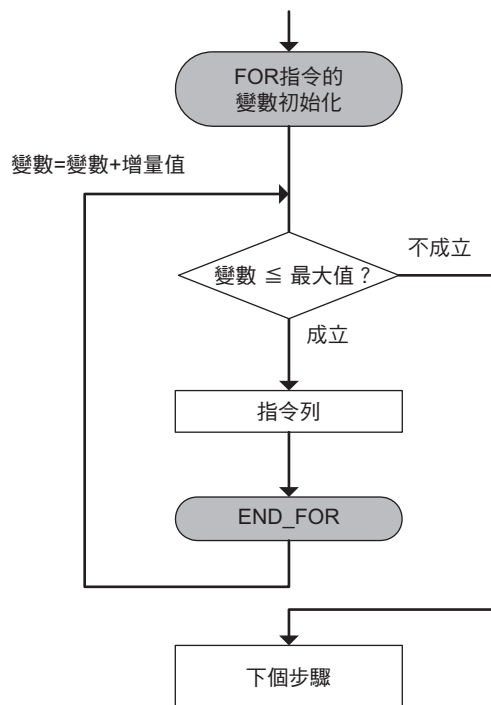 FOR指令的
變數初始化
變數=變數+增量值
不成立
變數 ≦ 最大值?
成立
指令列
END_FOR
下個步驟